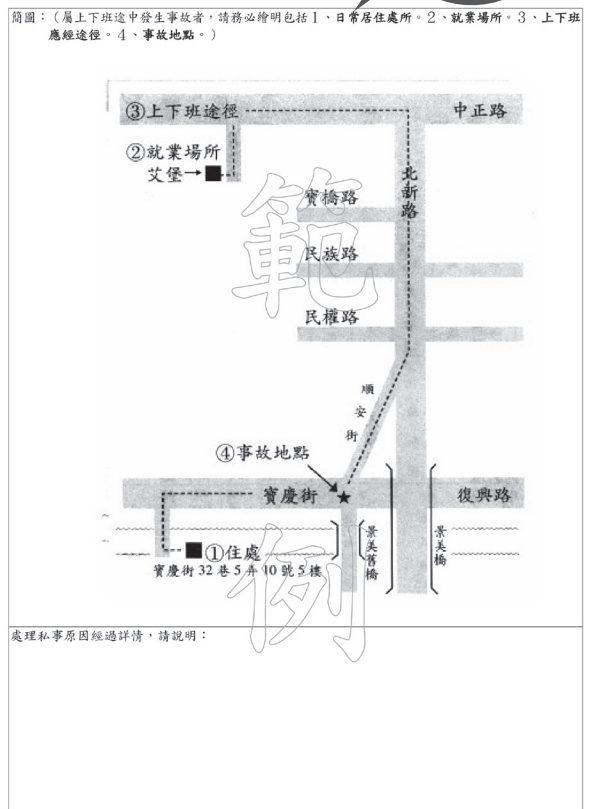 簡圖：（屬上下班途中發生事故者，請務必繪明包括１、日常居住處所。２、就業場所。３、上下班
應經途徑。４、事故地點。）
③上下班途徑
中正路
②就業場所
艾堡→
北新路
寶橋路
民族路
民權路
順安街
④事故地點
寶慶街
復興路
①住處
寶慶街 32 巷 5 弄 10 號 5 樓
景美舊橋
景美橋
範例
處理私事原因經過詳情，請說明：